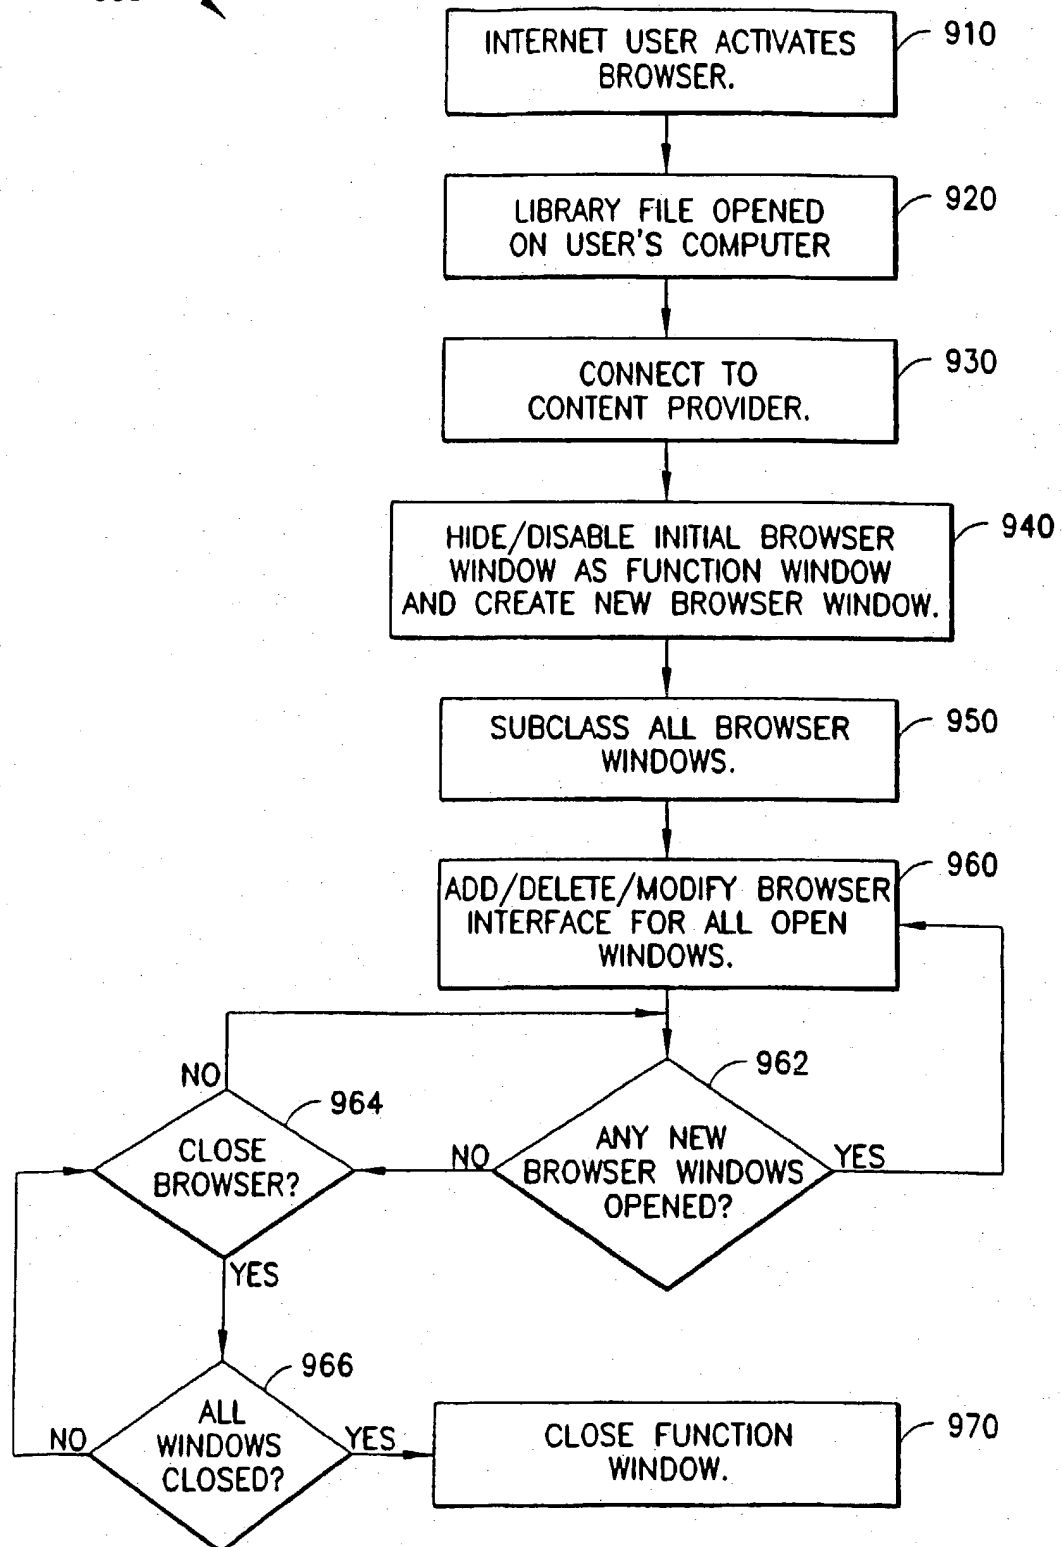 INTERNET USER ACTIVATES
BROWSER.
910
LIBRARY FILE OPENED
ON USER'S COMPUTER
920
CONNECT TO
CONTENT PROVIDER.
930
HIDE/DISABLE INITIAL BROWSER
WINDOW AS FUNCTION WINDOW
AND CREATE NEW BROWSER WINDOW.
940
SUBCLASS ALL BROWSER
WINDOWS.
950
ADD/DELETE/MODIFY BROWSER
INTERFACE FOR ALL OPEN
WINDOWS.
960
NO
964
CLOSE
BROWSER?
NO
962
ANY NEW
BROWSER WINDOWS
OPENED?
YES
YES
966
NO
ALL
WINDOWS
CLOSED?
YES
CLOSE FUNCTION
WINDOW.
970